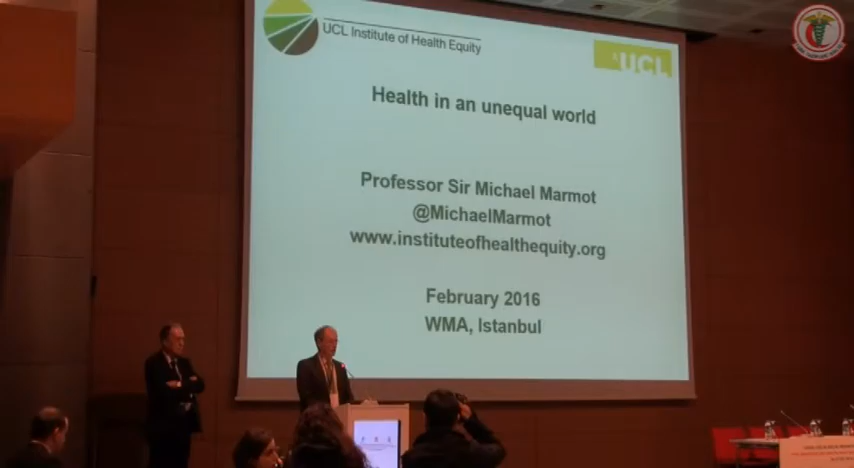 UCL Institute of Health Equity
UCL
Health in an unequal world
Professor Sir Michael Marmot
@MichaelMarmot
www.instituteofhealthequity.org
February 2016
WMA, Istanbul